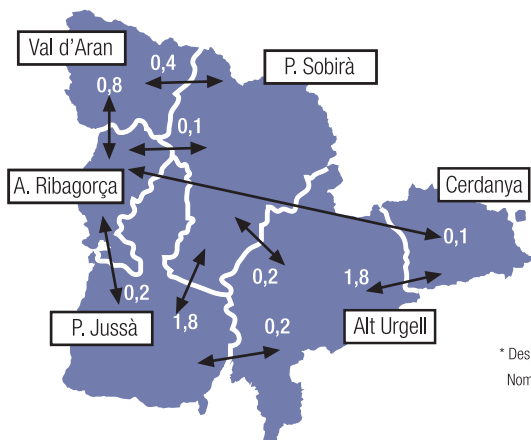 Val d'Aran
0,4
P. Sobirà
0,8
0,1
A. Ribagorça
Cerdanya
0,1
0,2
0,2
1,8
P. Jussà
1,8
0,2
Alt Urgell
* Des
Nom